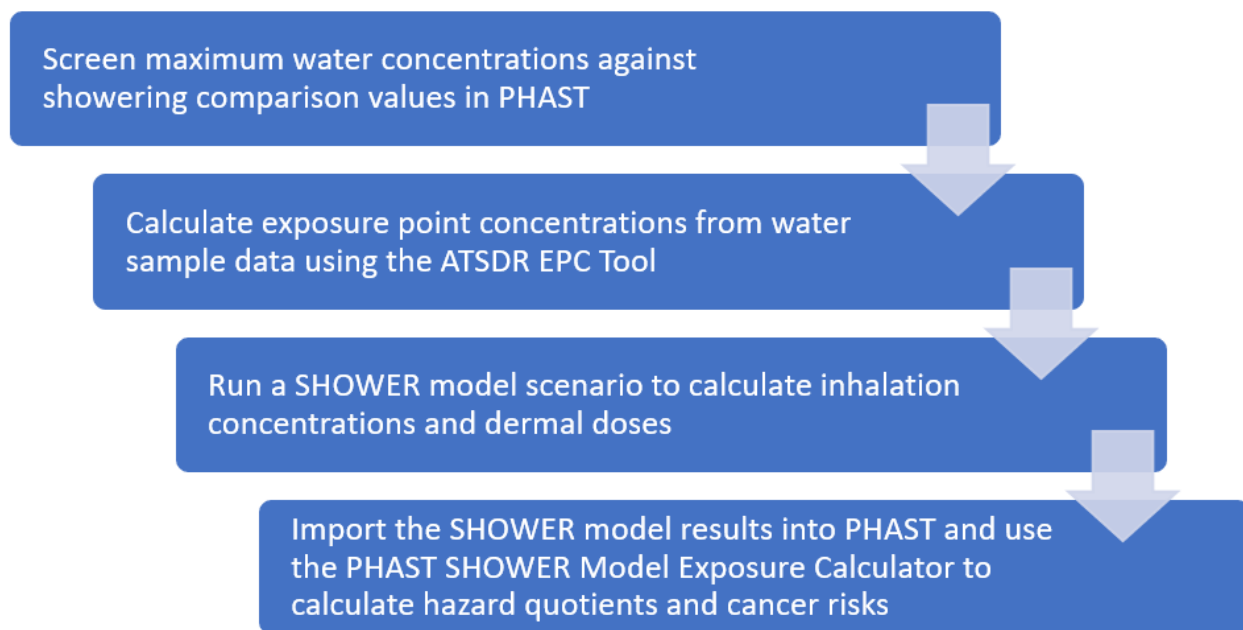 Screen maximum water concentrations against
showering comparison values in PHAST
Calculate exposure point concentrations from water
sample data using the ATSDR EPC Tool
Run a SHOWER model scenario to calculate inhalation
concentrations and dermal doses
Import the SHOWER model results into PHAST and use
the PHAST SHOWER Model Exposure Calculator to
calculate hazard quotients and cancer risks